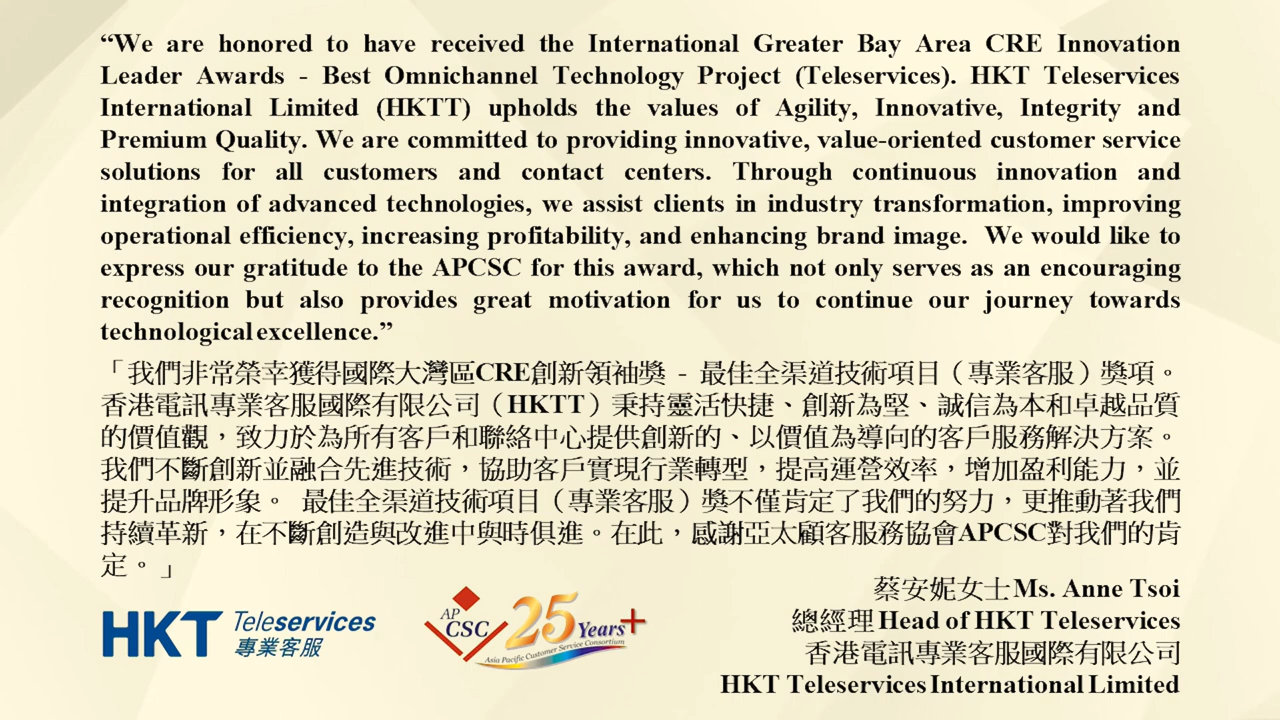 “We are honored to have received the International Greater Bay Area CRE Innovation
Leader Awards - Best Omnichannel Technology Project (Teleservices). HKT Teleservices
International Limited (HKTT) upholds the values of Agility, Innovative, Integrity and
Premium Quality. We are committed to providing innovative, value-oriented customer service
solutions for all customers and contact centers. Through continuous innovation and
integration of advanced technologies, we assist clients in industry transformation, improving
operational efficiency, increasing profitability, and enhancing brand image. We would like to
express our gratitude to the APCSC for this award, which not only serves as an encouraging
recognition but also provides great motivation for us to continue our journey towards
technological excellence.”
「我們非常榮幸獲得國際大灣區CRE創新領袖獎 - 最佳全渠道技術項目（專業客服）獎項。
香港電訊專業客服國際有限公司（HKTT）秉持靈活快捷、創新為堅、誠信為本和卓越品質
的價值觀，致力於為所有客戶和聯絡中心提供創新的、以價值為導向的客戶服務解決方案。
我們不斷創新並融合先進技術，協助客戶實現行業轉型，提高運營效率，增加盈利能力，並
提升品牌形象。 最佳全渠道技術項目（專業客服）獎不僅肯定了我們的努力，更推動著我們
持續革新，在不斷創造與改進中與時俱進。在此，感謝亞太顧客服務協會APCSC對我們的肯
定。」
蔡安妮女士 Ms. Anne Tsoi
總經理 Head of HKT Teleservices
香港電訊專業客服國際有限公司
HKT Teleservices International Limited
HKT Teleservices
專業客服
AP
CSC
25 Years+
Asia Pacific Customer Service Consortium